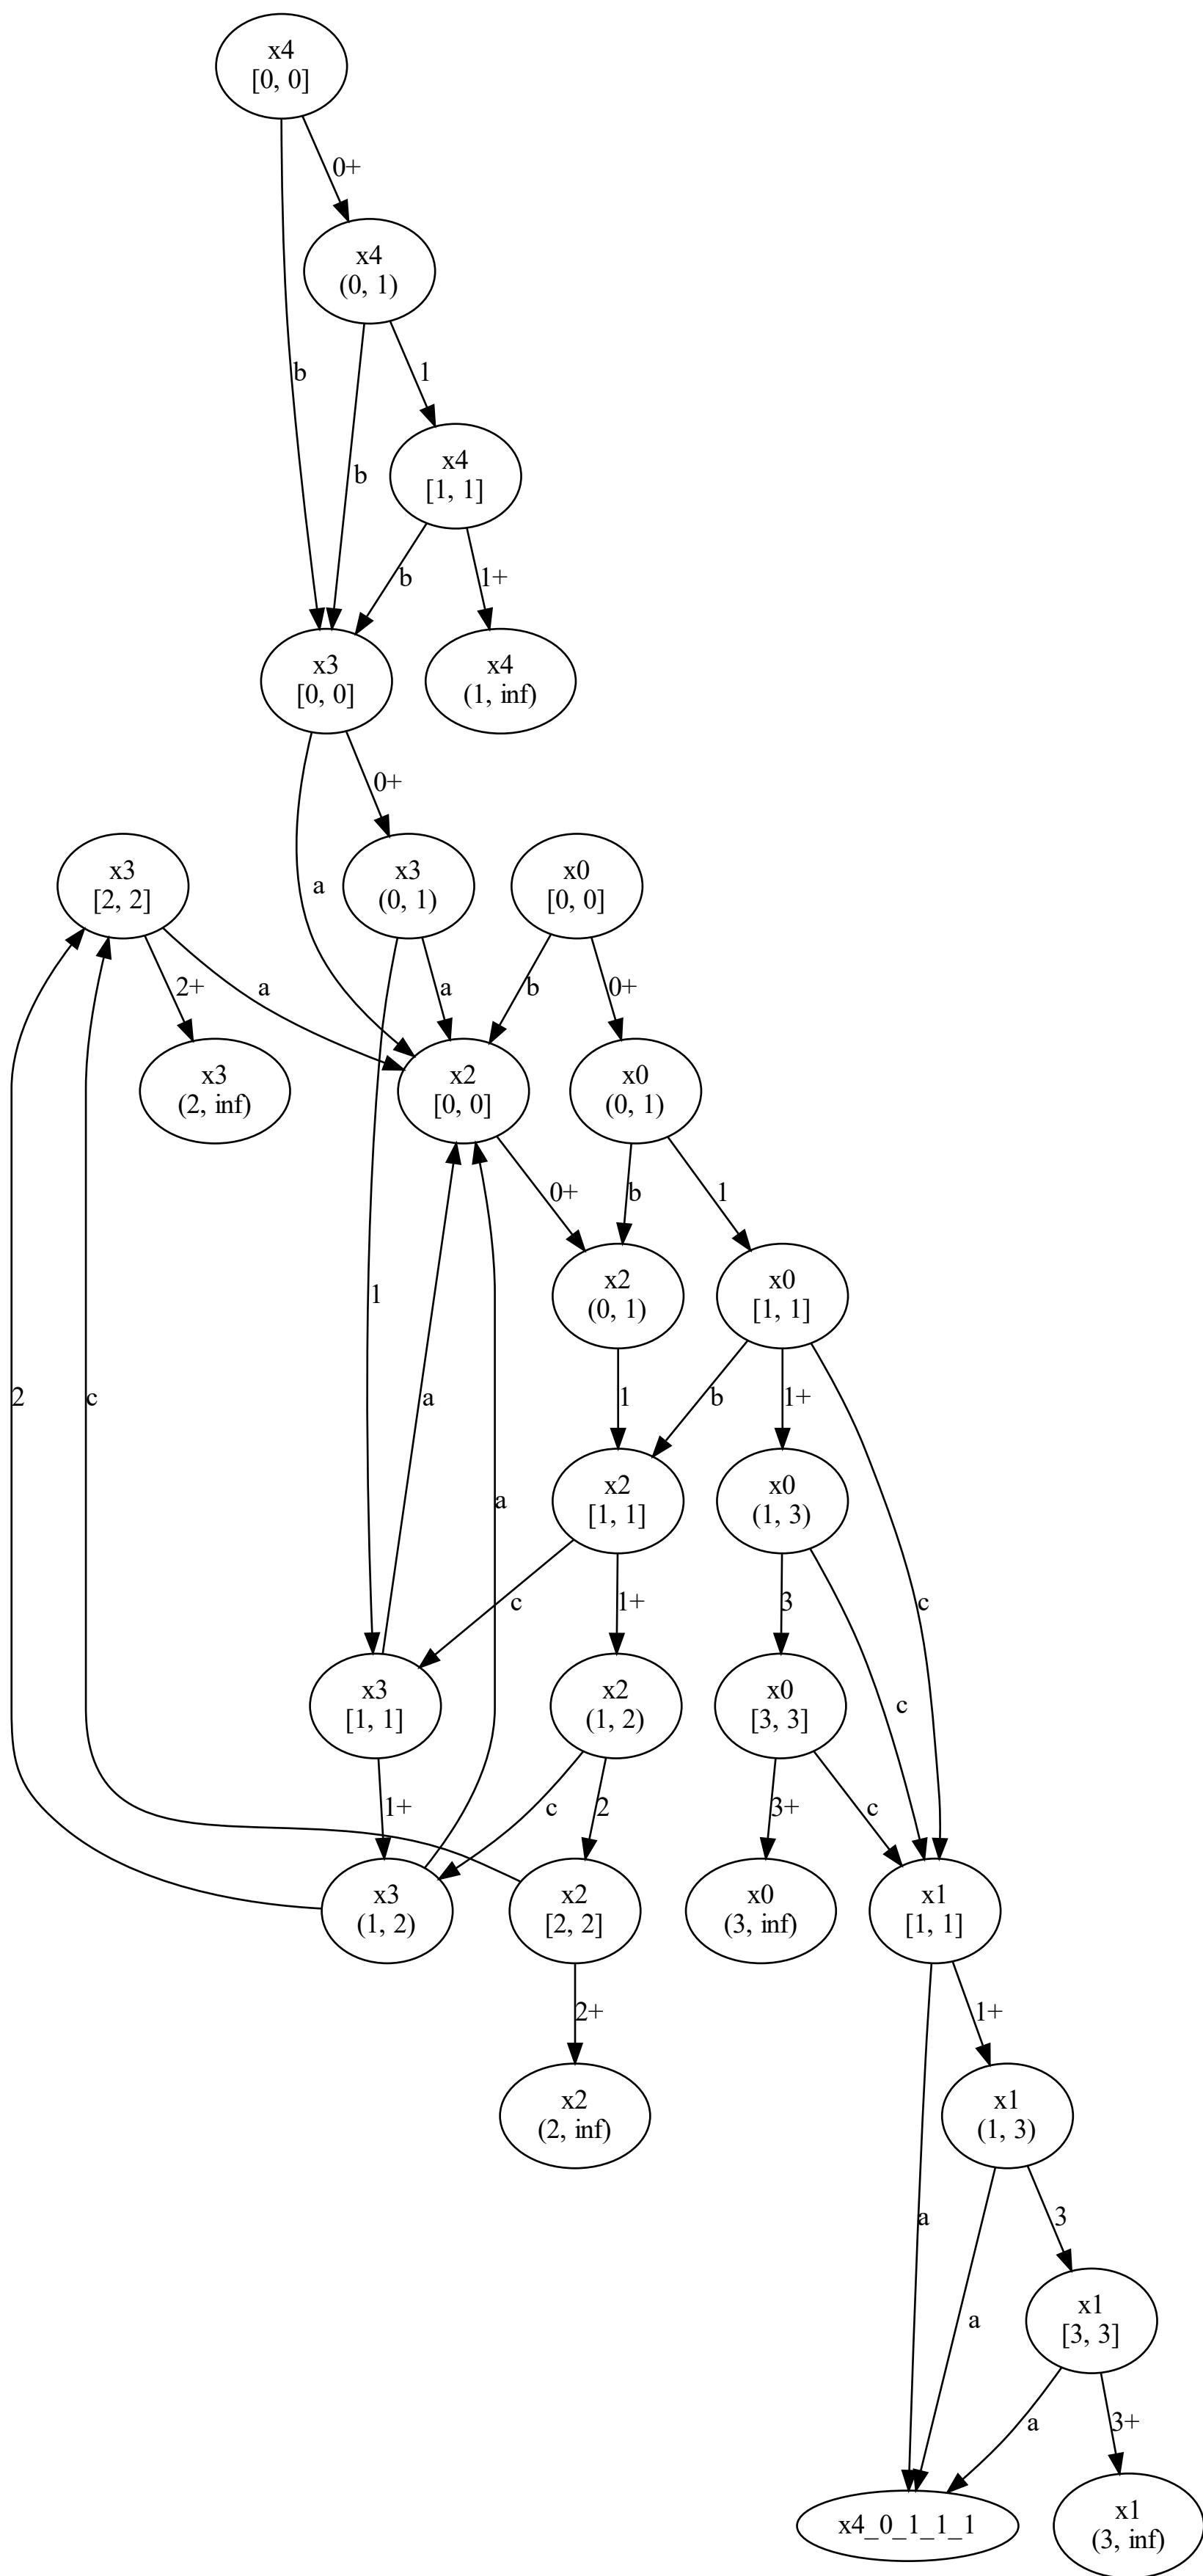 x4
[0, 0]
0+
x4
(0, 1)
b
1
b
x4
[1, 1]
b
1+
x3
[0, 0]
x4
(1, inf)
0+
x3
[2, 2]
a
x3
(0, 1)
x0
[0, 0]
2+
a
a
b
0+
x3
(2, inf)
x2
[0, 0]
x0
(0, 1)
0+
b
1
1
x2
(0, 1)
x0
[1, 1]
2
c
a
1
b
1+
a
x2
[1, 1]
x0
(1, 3)
c
1+
3
c
x3
[1, 1]
x2
(1, 2)
x0
[3, 3]
c
1+
c
2
3+
c
x3
(1, 2)
x2
[2, 2]
x0
(3, inf)
x1
[1, 1]
2+
1+
x2
(2, inf)
x1
(1, 3)
a
3
a
x1
[3, 3]
a
3+
x4_0_1_1_1
x1
(3, inf)